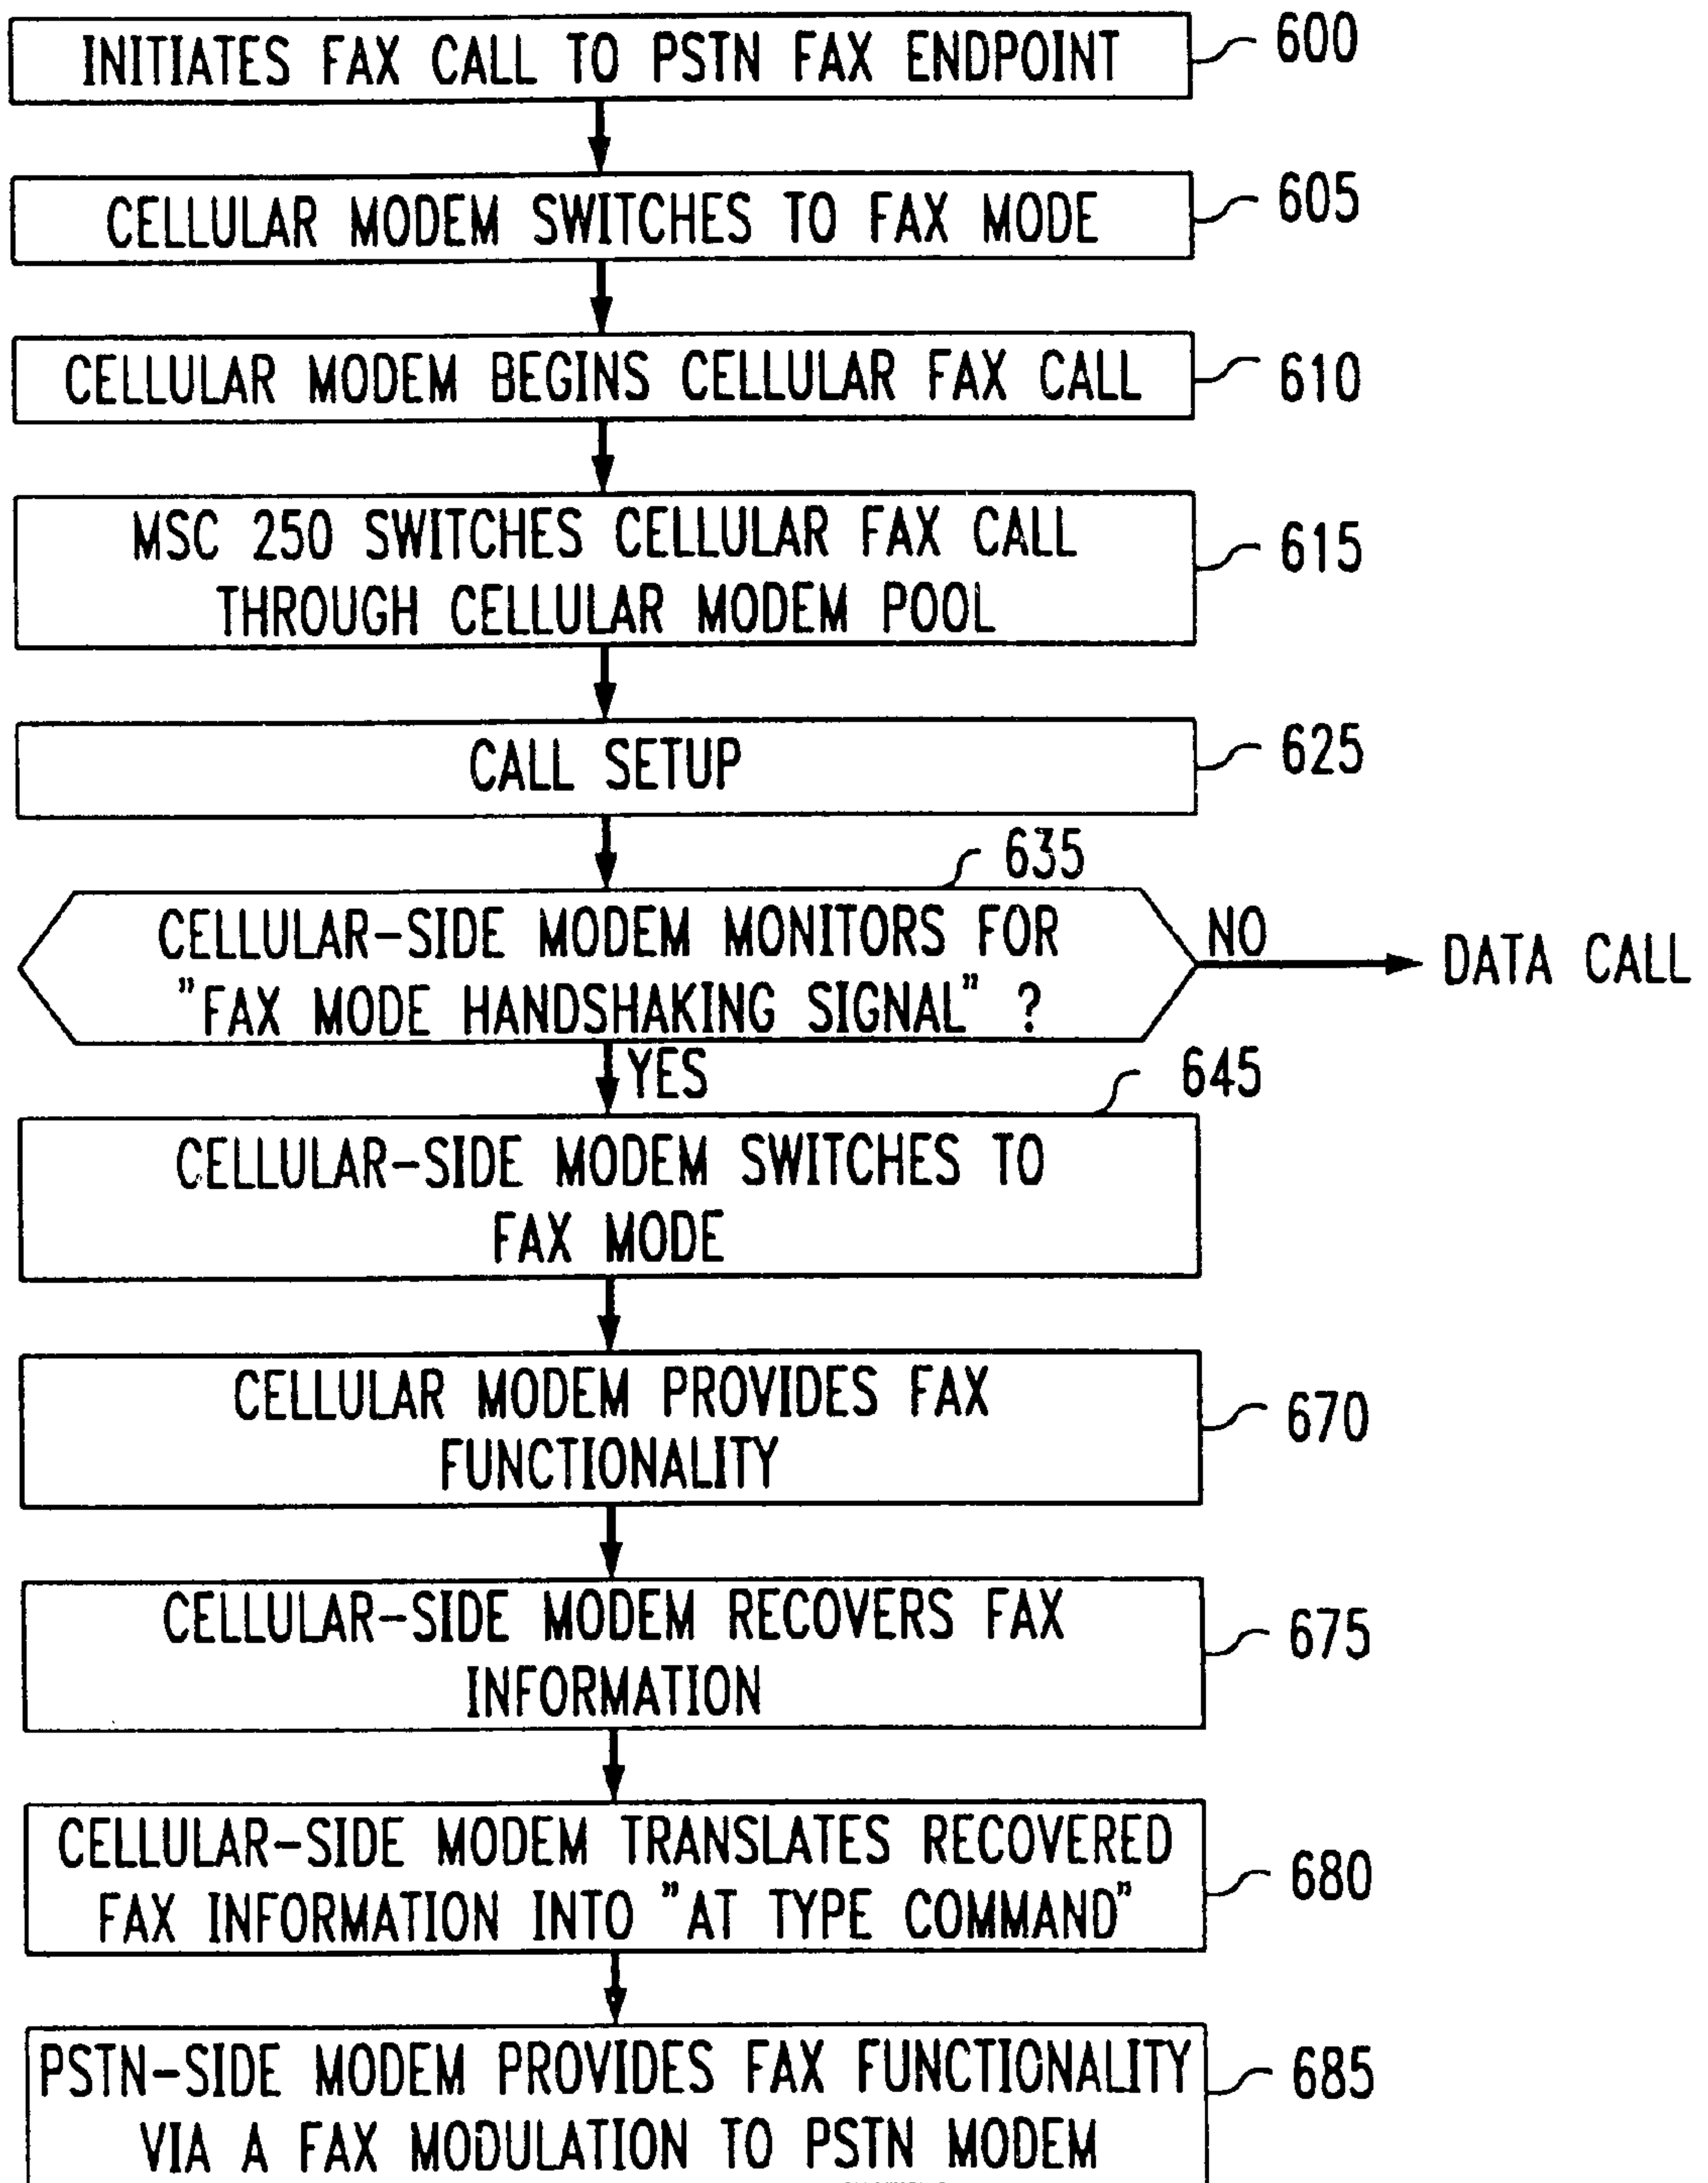 INITIATES FAX CALL TO PSTN FAX ENDPOINT
600
CELLULAR MODEM SWITCHES TO FAX MODE
605
CELLULAR MODEM BEGINS CELLULAR FAX CALL
610
MSC 250 SWITCHES CELLULAR FAX CALL
THROUGH CELLULAR MODEM POOL
615
CALL SETUP
625
635
CELLULAR-SIDE MODEM MONITORS FOR
"FAX MODE HANDSHAKING SIGNAL" ?
NO
DATA CALL
YES
645
CELLULAR-SIDE MODEM SWITCHES TO
FAX MODE
CELLULAR MODEM PROVIDES FAX
FUNCTIONALITY
670
CELLULAR-SIDE MODEM RECOVERS FAX
INFORMATION
675
CELLULAR-SIDE MODEM TRANSLATES RECOVERED
FAX INFORMATION INTO "AT TYPE COMMAND"
680
PSTN-SIDE MODEM PROVIDES FAX FUNCTIONALITY
VIA A FAX MODULATION TO PSTN MODEM
685